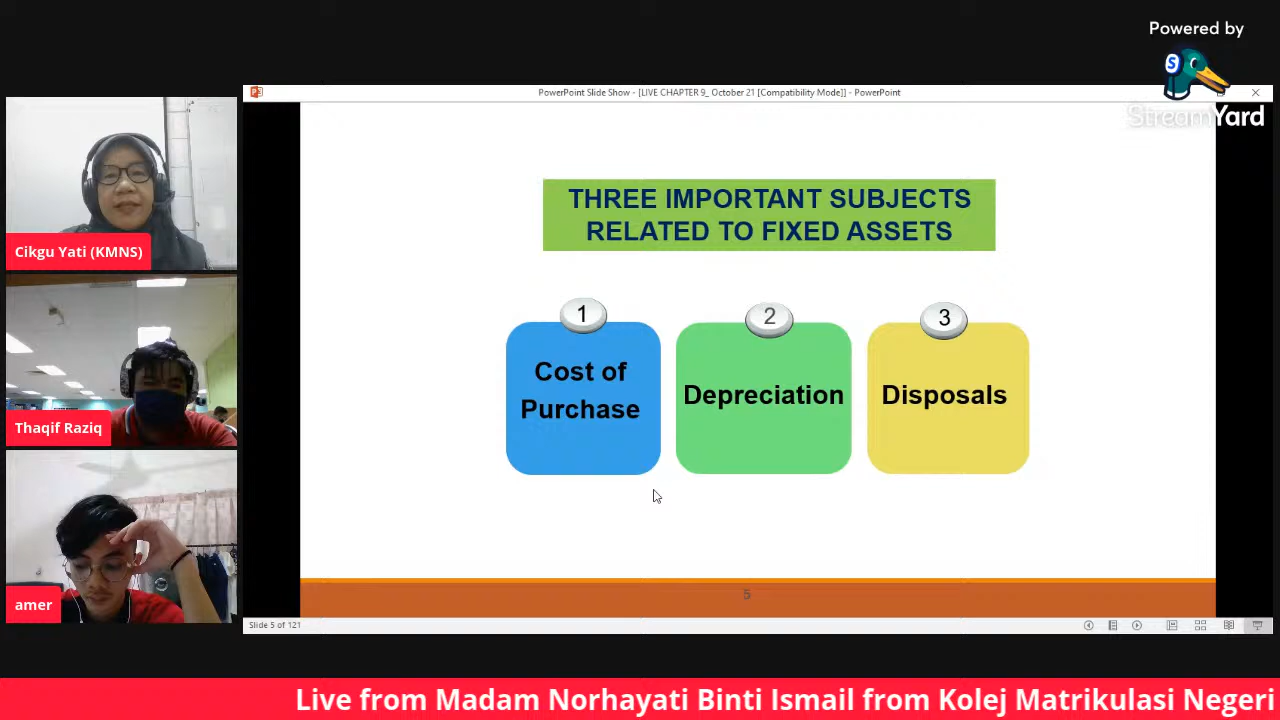 Powered by
S
StreamYard
PowerPoint Slide Show - [LIVE CHAPTER 9_ October 21 [Compatibility Mode]] - PowerPoint
THREE IMPORTANT SUBJECTS
RELATED TO FIXED ASSETS
1
2
3
Cost of
Purchase
Depreciation
Disposals
5
Slide 5 of 121
Cikgu Yati (KMNS)
Thaqif Raziq
amer
Live from Madam Norhayati Binti Ismail from Kolej Matrikulasi Negeri